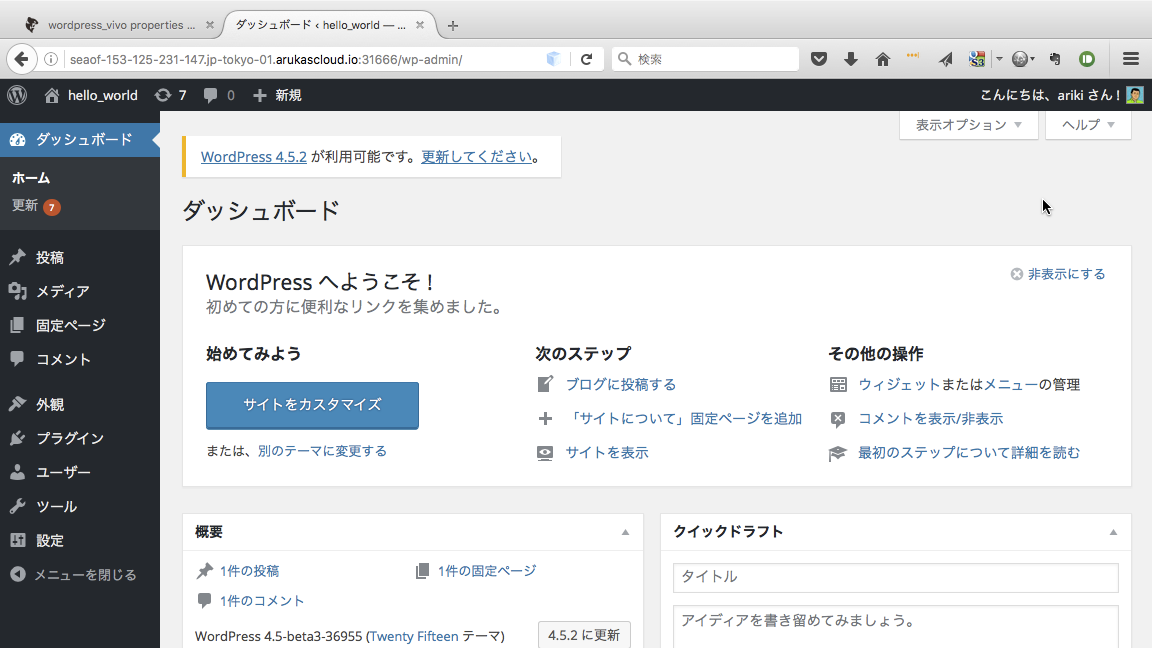 wordpress_vivo properties ...
ダッシュボード ‹ hello_world — ...
seaof-153-125-231-147.jp-tokyo-01.arukascloud.io:31666/wp-admin/
検索
hello_world 7 0 新規
こんにちは、ariki さん !
ダッシュボード
ホーム
更新 7
投稿
メディア
固定ページ
コメント
外観
プラグイン
ユーザー
ツール
設定
メニューを閉じる
表示オプション
ヘルプ
WordPress 4.5.2 が利用可能です。更新してください。
ダッシュボード
WordPress へようこそ !
非表示にする
初めての方に便利なリンクを集めました。
始めてみよう
サイトをカスタマイズ
または、別のテーマに変更する
次のステップ
ブログに投稿する
「サイトについて」固定ページを追加
サイトを表示
その他の操作
ウィジェットまたはメニューの管理
コメントを表示/非表示
最初のステップについて詳細を読む
概要
1件の投稿
1件の固定ページ
1件のコメント
WordPress 4.5-beta3-36955 (Twenty Fifteen テーマ)
4.5.2 に更新
クイックドラフト
タイトル
アイディアを書き留めてみましょう。